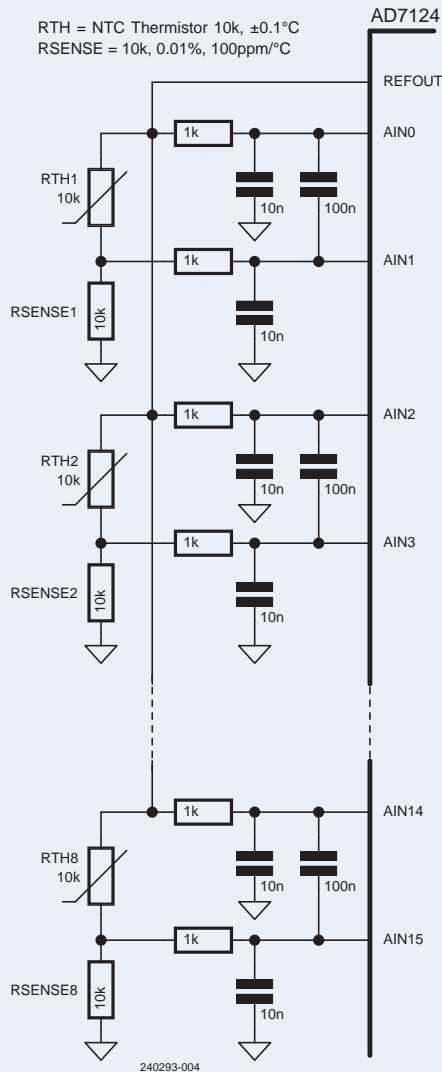 AD7124
RTH = NTC Thermistor 10k, ±0.1°C
RSENSE = 10k, 0.01%, 100ppm/°C
REFOUT
1k
AIN0
RTH1
10k
10n
100n
1k
AIN1
RSENSE1
10k
10n
1k
AIN2
RTH2
10k
10n
100n
1k
AIN3
RSENSE2
10k
10n
1k
AIN14
RTH8
10k
10n
100n
1k
AIN15
RSENSE8
10k
10n
240293-004